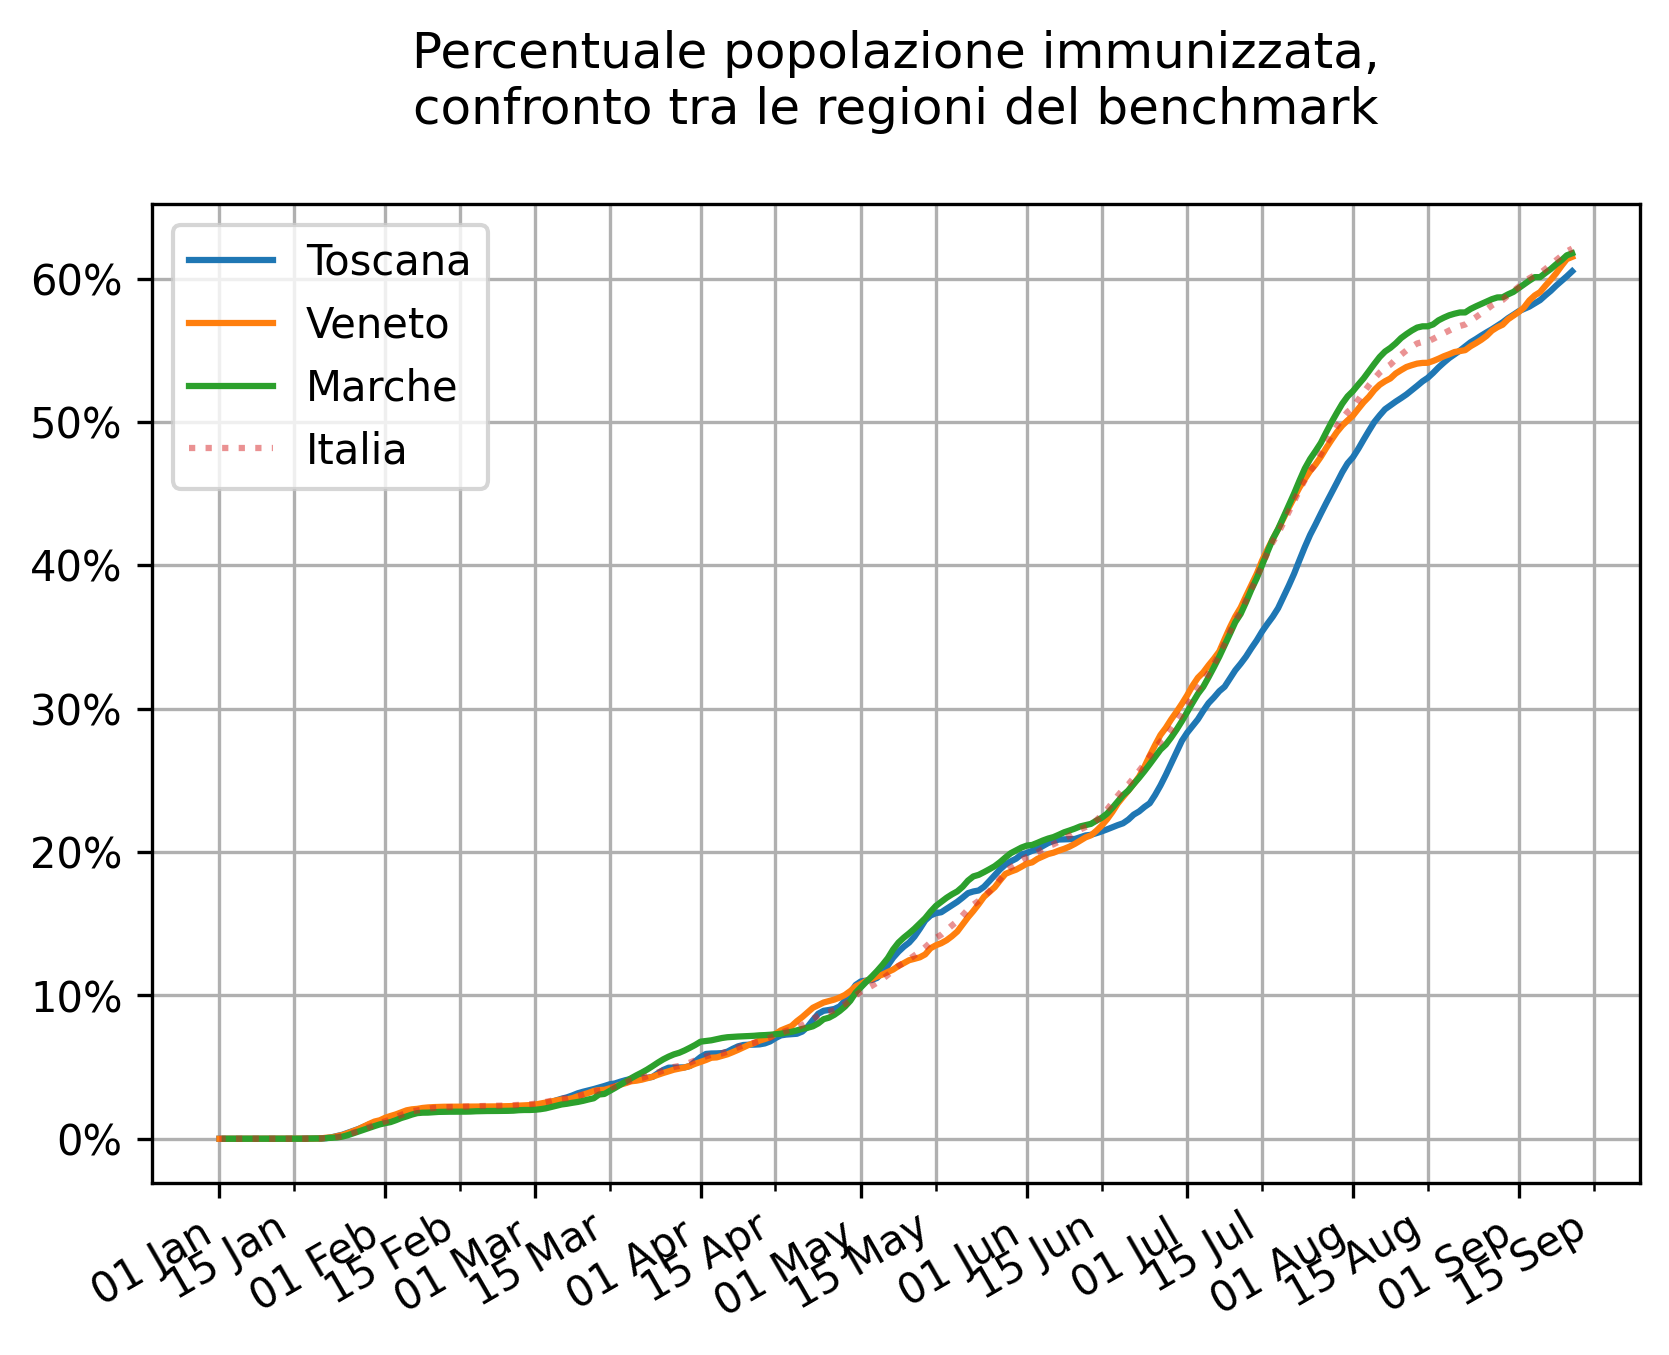 Percentuale popolazione immunizzata,
confronto tra le regioni del benchmark
Toscana
Veneto
Marche
Italia
60%
50%
40%
30%
20%
10%
0%
01 Jan
15 Jan
01 Feb
15 Feb
01 Mar
15 Mar
01 Apr
15 Apr
01 May
15 May
01 Jun
15 Jun
01 Jul
15 Jul
01 Aug
15 Aug
01 Sep
15 Sep